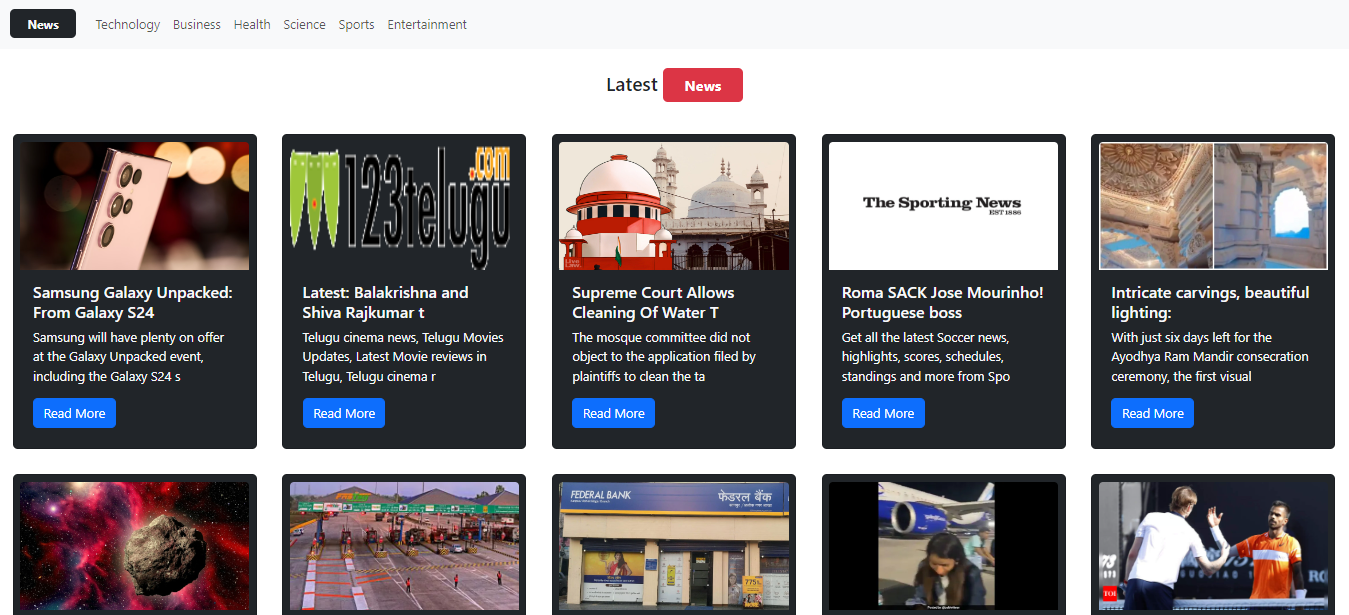 News Technology Business Health Science Sports Entertainment
Latest News
123telugu
.com
Live
Law
The Sporting News
EST 1886
Samsung Galaxy Unpacked:
From Galaxy S24
Samsung will have plenty on offer
at the Galaxy Unpacked event,
including the Galaxy S24 s
Read More
Latest: Balakrishna and
Shiva Rajkumar t
Telugu cinema news, Telugu Movies
Updates, Latest Movie reviews in
Telugu, Telugu cinema r
Read More
Supreme Court Allows
Cleaning Of Water T
The mosque committee did not
object to the application filed by
plaintiffs to clean the ta
Read More
Roma SACK Jose Mourinho!
Portuguese boss
Get all the latest Soccer news,
highlights, scores, schedules,
standings and more from Spo
Read More
Intricate carvings, beautiful
lighting:
With just six days left for the
Ayodhya Ram Mandir consecration
ceremony, the first visual
Read More
FEDERAL BANK
फेडरल बैंक
775
TOI
RO